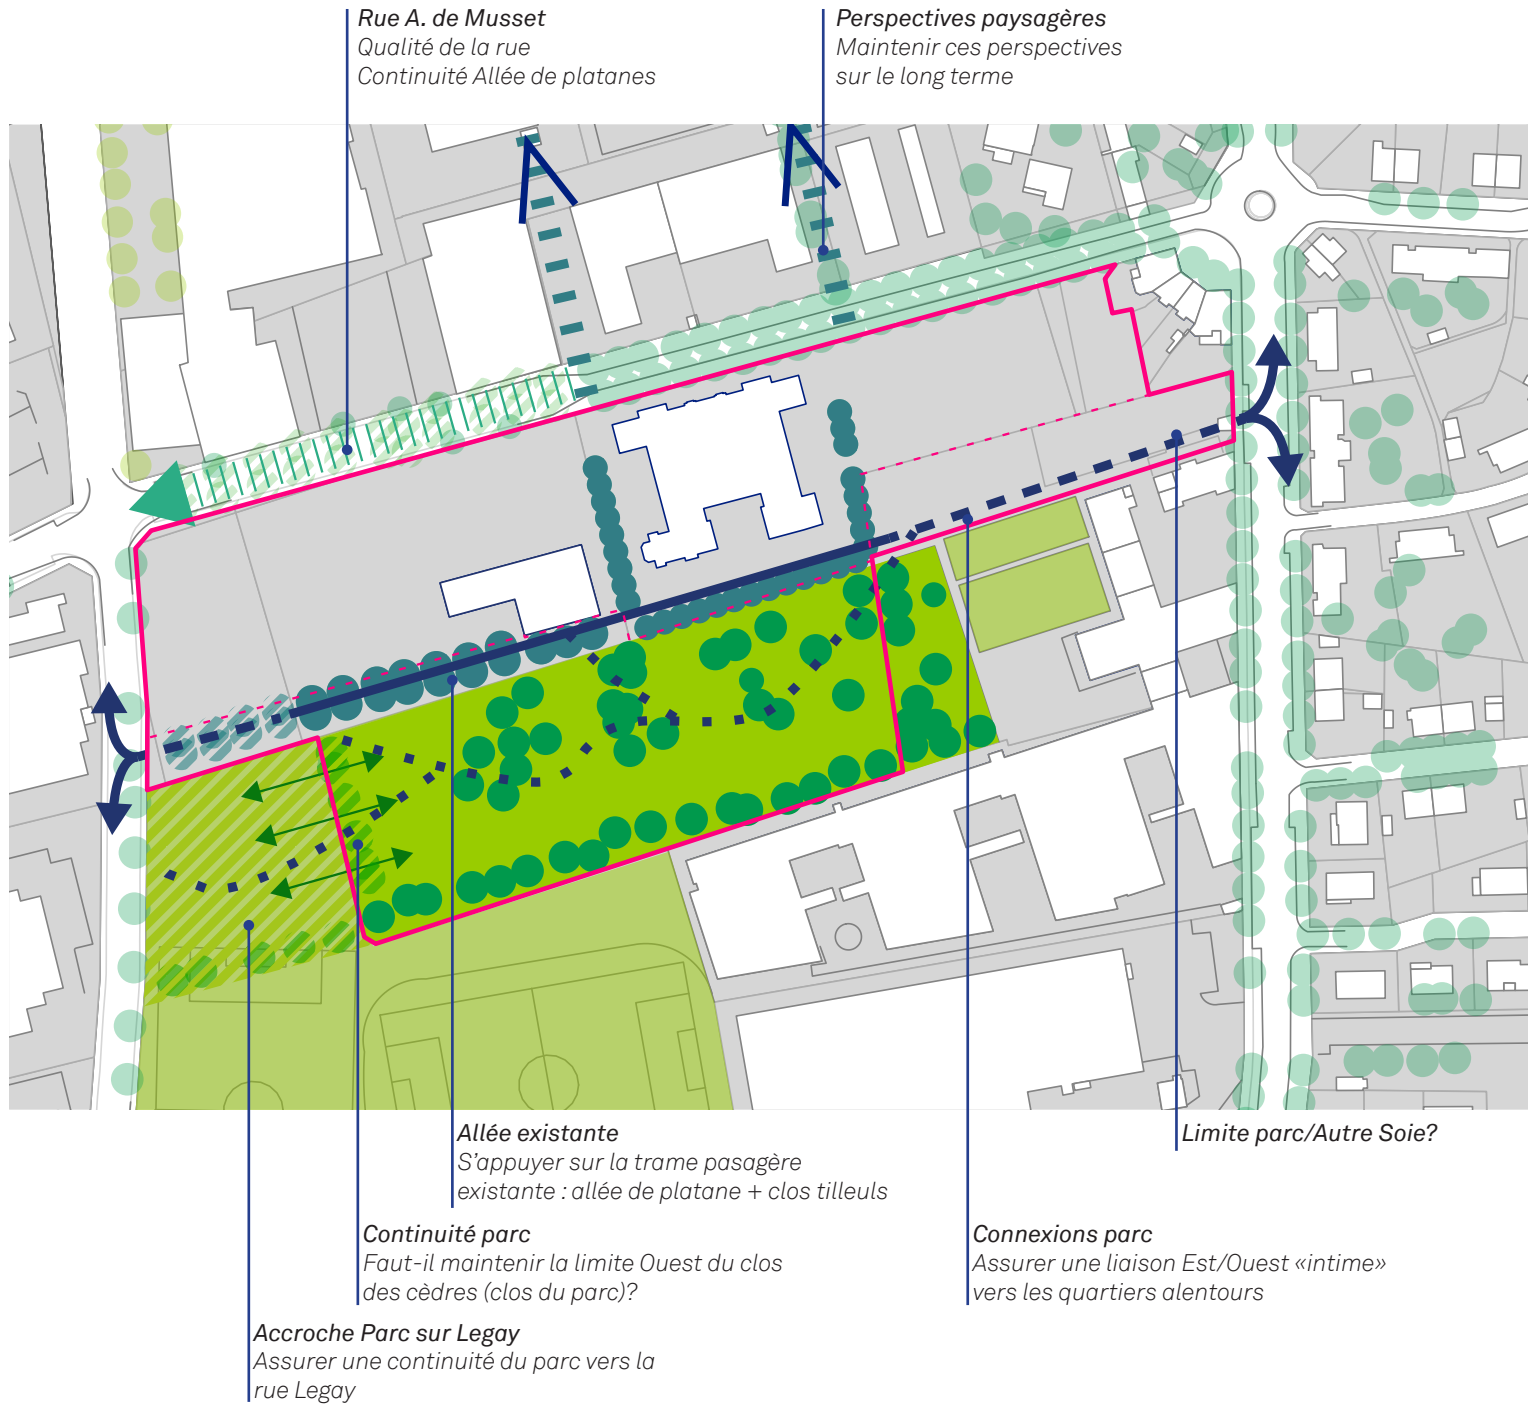 Rue A. de Musset
Qualité de la rue
Continuité Allée de platanes
Perspectives paysagères
Maintenir ces perspectives
sur le long terme
Allée existante
S'appuyer sur la trame pasagère
existante : allée de platane + clos tilleuls
Limite parc/Autre Soie?
Continuité parc
Faut-il maintenir la limite Ouest du clos
des cèdres (clos du parc)?
Connexions parc
Assurer une liaison Est/Ouest «intime»
vers les quartiers alentours
Accroche Parc sur Legay
Assurer une continuité du parc vers la
rue Legay